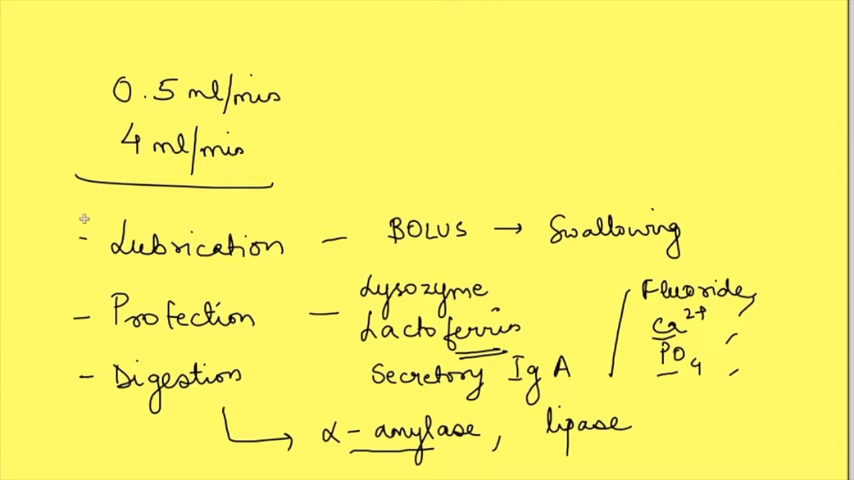 0.5 ml/min
4 ml/min
- Lubrication - BOLUS → Swallowing
- Protection - Lysozyme
Lactoferrin
Secretory IgA
Fluoride,
Ca2+
PO4
- Digestion
α-amylase, lipase